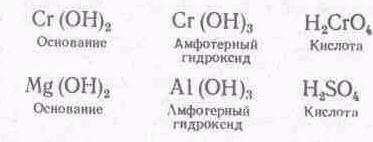 Cr (OH)₂ Cr (OH)₃ H₂CrO₄
Основание Амфотерный гидроксид Кислота
Mg (OH)₂ Al (OH)₃ H₂SO₄
Основание Амфотерный гидроксид Кислота